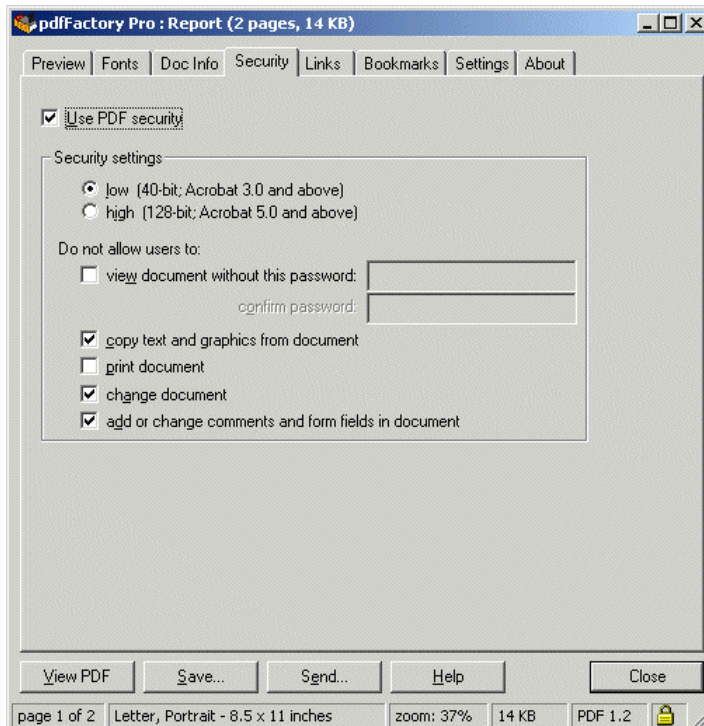 pdfFactory Pro : Report (2 pages, 14 KB)
Preview Fonts Doc Info Security Links Bookmarks Settings About
Use PDF security
Security settings
low (40-bit; Acrobat 3.0 and above)
high (128-bit; Acrobat 5.0 and above)
Do not allow users to:
view document without this password:
confirm password:
copy text and graphics from document
print document
change document
add or change comments and form fields in document
View PDF Save... Send... Help Close
page 1 of 2 Letter, Portrait - 8.5 x 11 inches zoom: 37% 14 KB PDF 1.2